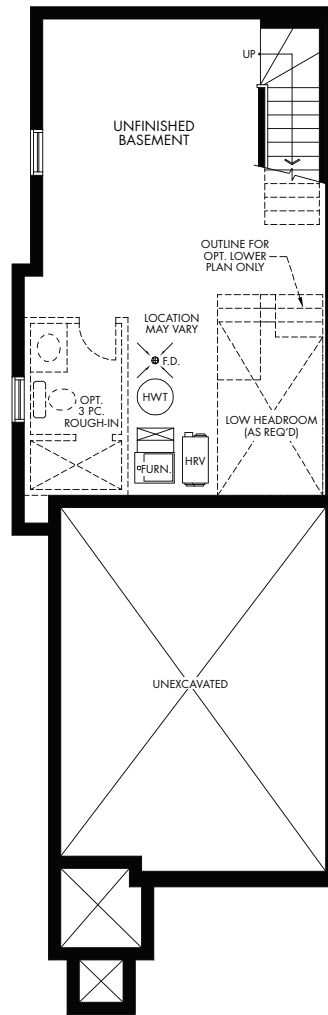 UP
UNFINISHED
BASEMENT
OUTLINE FOR
OPT. LOWER
PLAN ONLY
LOCATION
MAY VARY
F.D.
HWT
OPT.
3 PC.
ROUGH-IN
LOW HEADROOM
(AS REQ'D)
FURN.
HRV
UNEXCAVATED